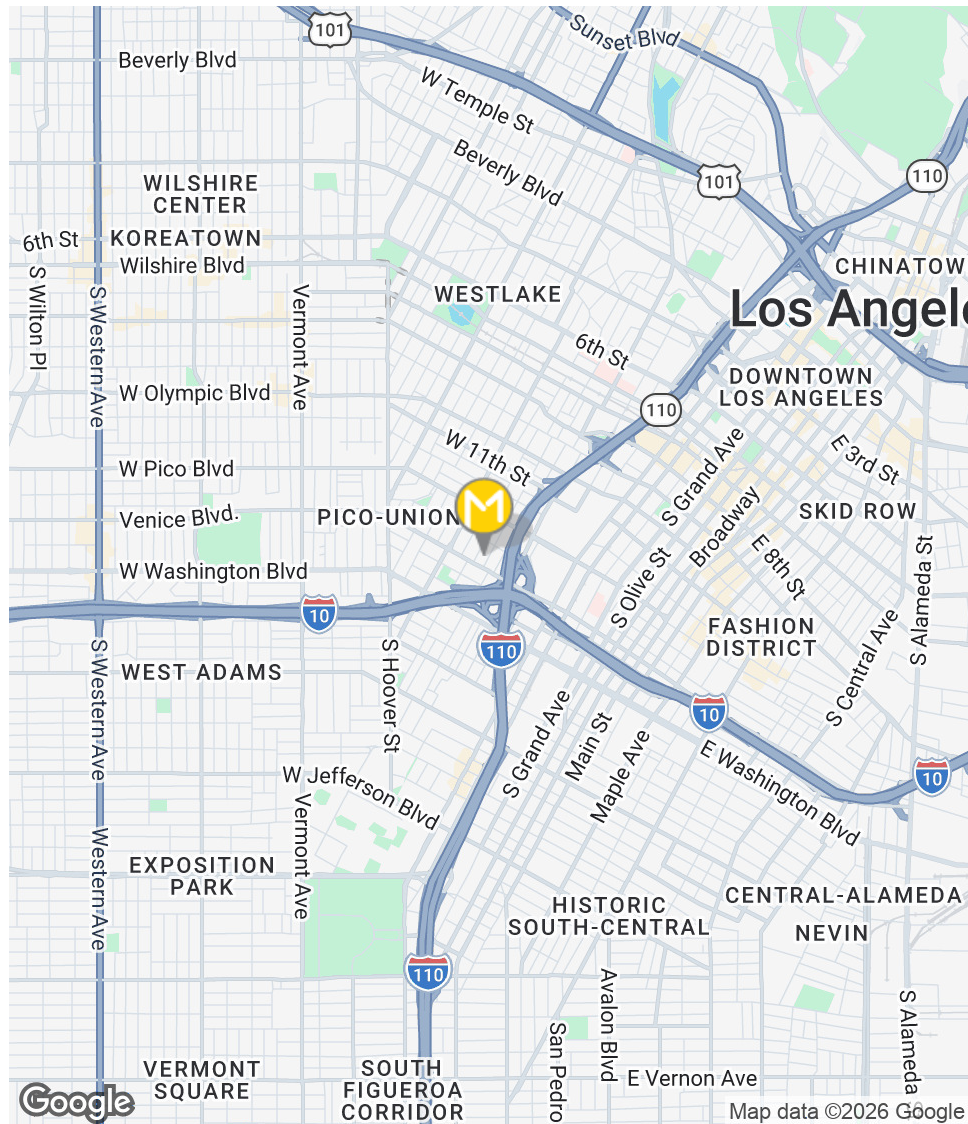 101
Sunset Blvd
Beverly Blvd
W Temple St
Beverly Blvd
101
110
WILSHIRE
CENTER
6th St
KOREATOWN
Wilshire Blvd
CHINATOW
S Wilton Pl
S Western Ave
Vermont Ave
WESTLAKE
Los Angele
6th St
DOWNTOWN
LOS ANGELES
W Olympic Blvd
110
W 11th St
S Grand Ave
E 3rd St
W Pico Blvd
M
Venice Blvd.
PICO-UNION
Broadway
SKID ROW
E 8th St
W Washington Blvd
S Olive St
S Alameda St
10
110
FASHION
DISTRICT
S Western Ave
WEST ADAMS
S Hoover St
S Central Ave
10
S Grand Ave
Main St
Maple Ave
E Washington Blvd
10
W Jefferson Blvd
Vermont Ave
Western Ave
EXPOSITION
PARK
CENTRAL-ALAMEDA
HISTORIC
SOUTH-CENTRAL
NEVIN
110
Avalon Blvd
San Pedro
S Alameda
VERMONT
SQUARE
SOUTH
FIGUEROA
CORRIDOR
E Vernon Ave
Google
Map data ©2026 Google